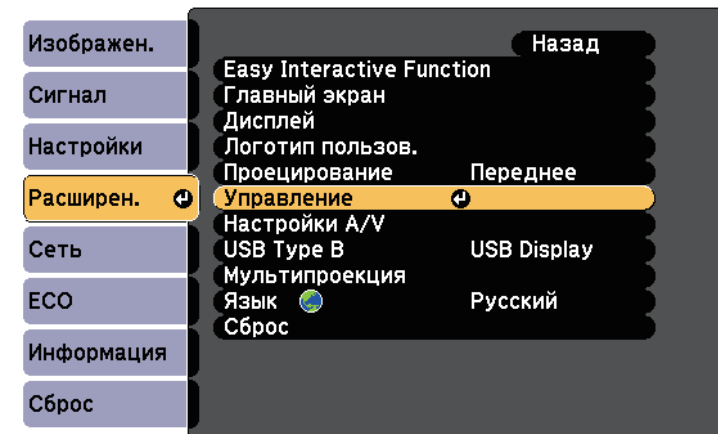 Изображен.
Сигнал
Настройки
Расширен.
Сеть
ECO
Информация
Сброс
Назад
Easy Interactive Function
Главный экран
Дисплей
Логотип пользов.
Проецирование Переднее
Управление
Настройки A/V
USB Type B USB Display
Мультипроекция
Язык Русский
Сброс